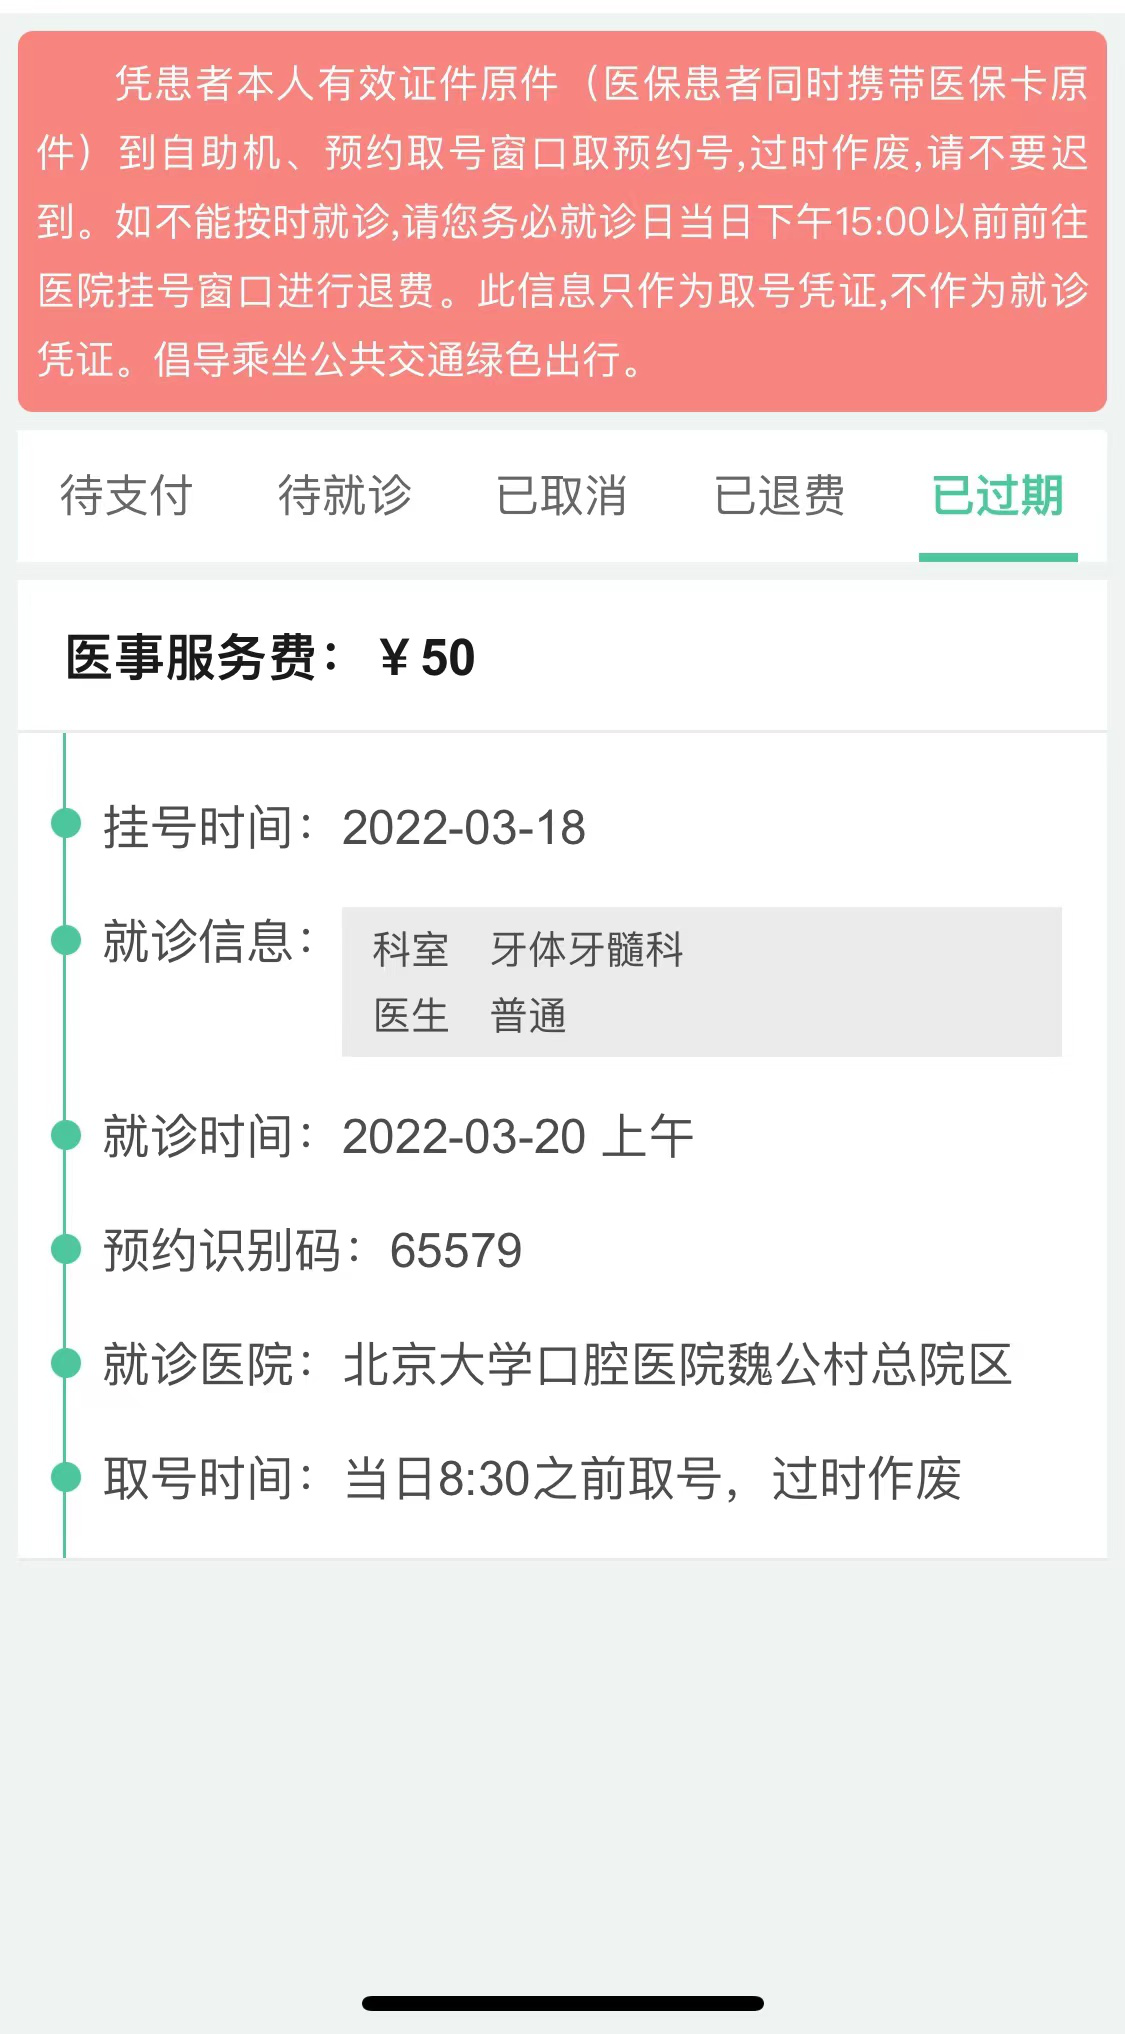 凭患者本人有效证件原件（医保患者同时携带医保卡原
件）到自助机、预约取号窗口取预约号,过时作废,请不要迟
到。如不能按时就诊,请您务必就诊日当日下午15:00以前前往
医院挂号窗口进行退费。此信息只作为取号凭证,不作为就诊
凭证。倡导乘坐公共交通绿色出行。
待支付 待就诊 已取消 已退费 已过期
医事服务费：￥50
挂号时间：2022-03-18
就诊信息：
科室 牙体牙髓科
医生 普通
就诊时间：2022-03-20 上午
预约识别码：65579
就诊医院：北京大学口腔医院魏公村总院区
取号时间：当日8:30之前取号，过时作废